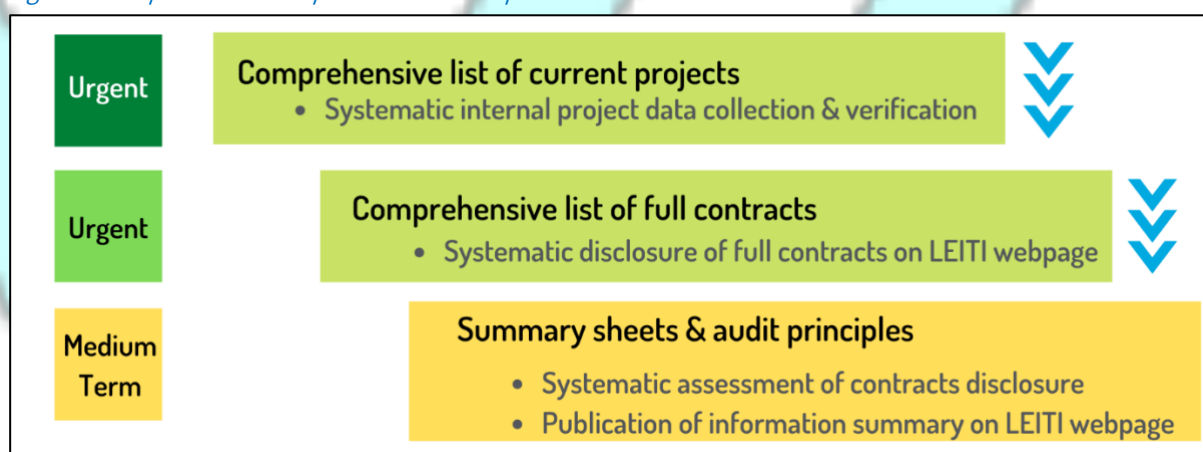 Urgent
Comprehensive list of current projects
• Systematic internal project data collection & verification
Urgent
Comprehensive list of full contracts
• Systematic disclosure of full contracts on LEITI webpage
Medium
Term
Summary sheets & audit principles
• Systematic assessment of contracts disclosure
• Publication of information summary on LEITI webpage